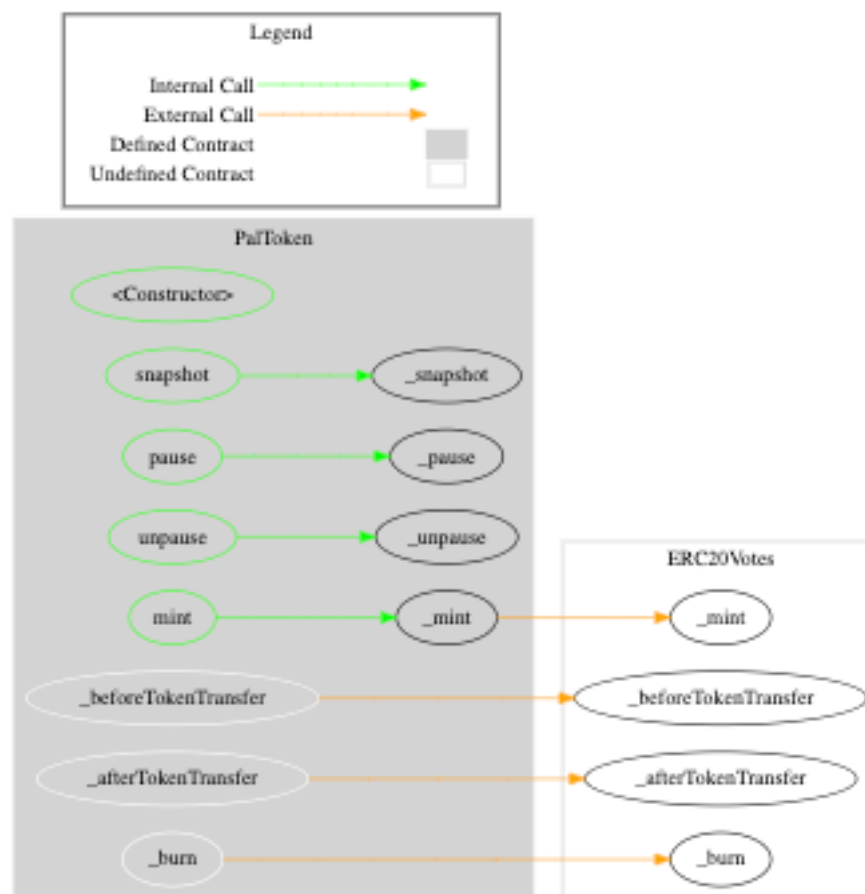 Legend
Internal Call
External Call
Defined Contract
Undefined Contract
PalToken
<Constructor>
snapshot _snapshot
pause _pause
unpause _unpause
ERC20Votes
mint _mint _mint
_beforeTokenTransfer _beforeTokenTransfer
_afterTokenTransfer _afterTokenTransfer
_burn _burn